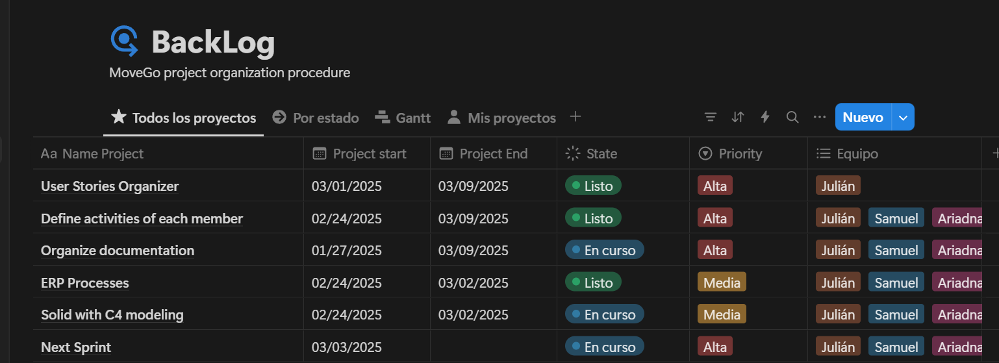 BackLog
MoveGo project organization procedure
Todos los proyectos Por estado Gantt Mis proyectos Nuevo
Aa Name Project Project start Project End State Priority Equipo
User Stories Organizer 03/01/2025 03/09/2025 Listo Alta Julián
Define activities of each member 02/24/2025 03/09/2025 Listo Alta Julián Samuel Ariadna
Organize documentation 01/27/2025 03/09/2025 En curso Alta Julián Samuel Ariadna
ERP Processes 02/24/2025 03/02/2025 Listo Media Julián Samuel Ariadna
Solid with C4 modeling 02/24/2025 03/02/2025 En curso Media Julián Samuel Ariadna
Next Sprint 03/03/2025 En curso Alta Julián Samuel Ariadna